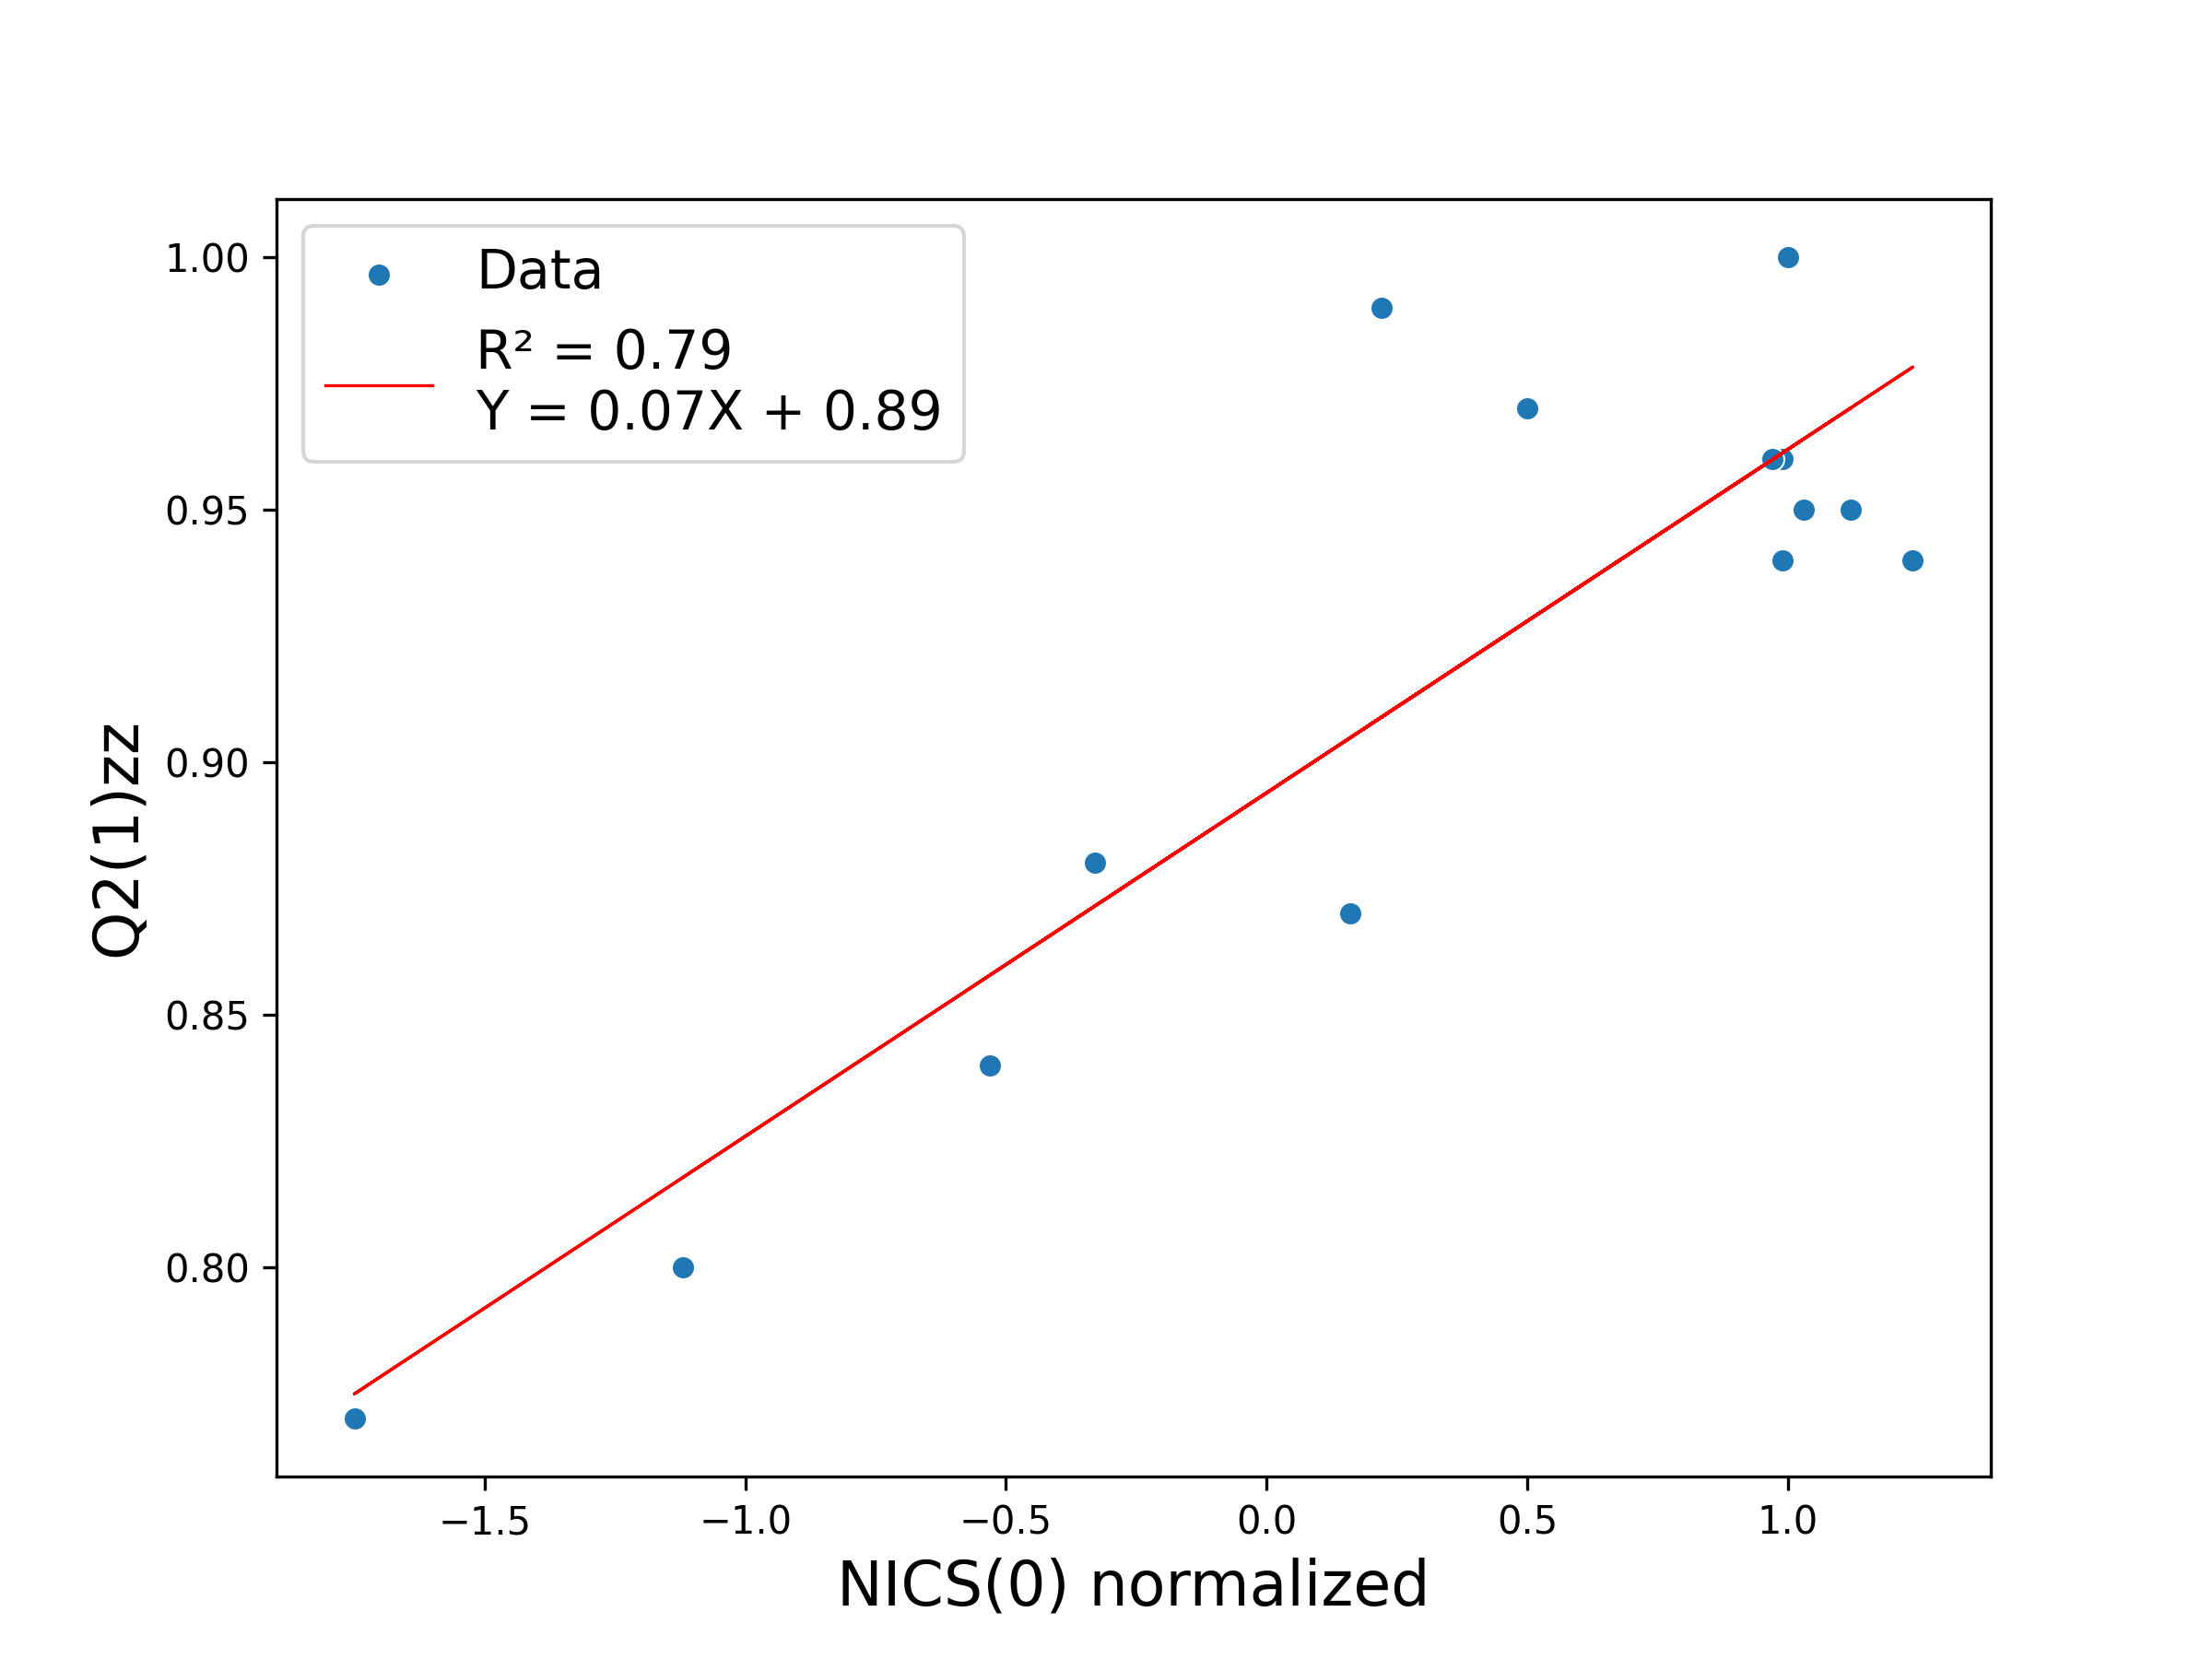 Data
R² = 0.79
Y = 0.07X + 0.89
1.00
0.95
0.90
0.85
0.80
Q2(1)zz
−1.5
−1.0
−0.5
0.0
0.5
1.0
NICS(0) normalized